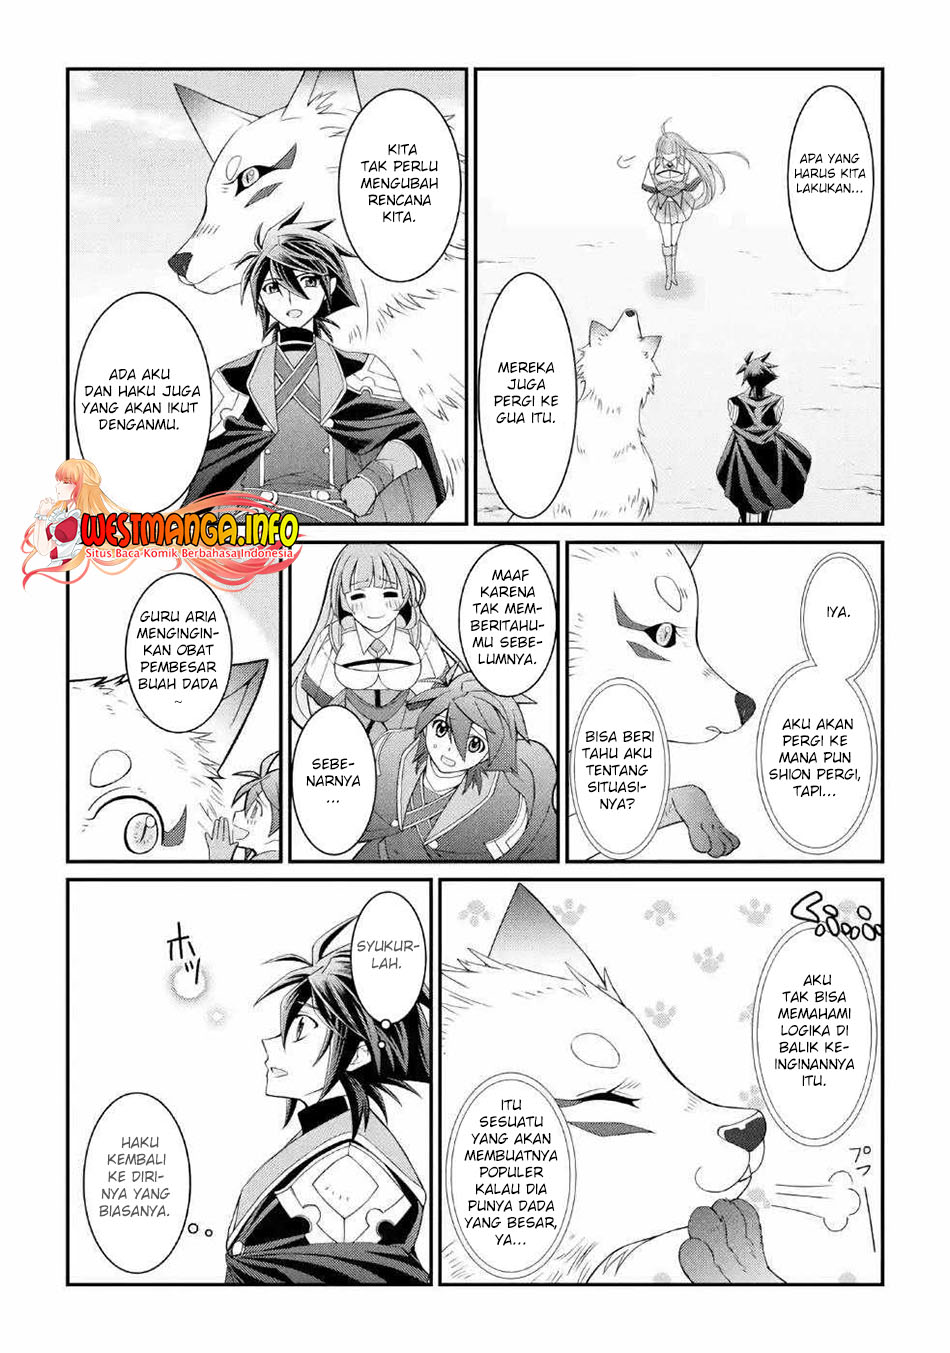 APA YANG
HARUS KITA
LAKUKAN...
MEREKA
JUGA
PERGI KE
GUA ITU.
KITA
TAK PERLU
MENGUBAH
RENCANA
KITA.
ADA AKU
DAN HAKU JUGA
YANG AKAN IKUT
DENGANMU.
WESTMANGA.INFO
Situs Baca Komik Berbahasa Indonesia
IYA.
AKU AKAN
PERGI KE
MANA PUN
SHION PERGI,
TAPI...
BISA BERI
TAHU AKU
TENTANG
SITUASI-
NYA?
MAAF
KARENA
TAK MEM-
BERITAHU-
MU SEBE-
LUMNYA.
SEBE-
NARNYA
...
GURU ARIA
MENGINGIN-
KAN OBAT
PEMBESAR
BUAH DADA
~
くすくす
AKU
TAK BISA
MEMAHAMI
LOGIKA DI
BALIK KE-
INGINANNYA
ITU.
ITU
SESUATU
YANG AKAN
MEMBUATNYA
POPULER
KALAU DIA
PUNYA DADA
YANG BESAR,
YA...
プフ
SYUKUR-
LAH.
ホッ
HAKU
KEMBALI
KE DIRI-
NYA YANG
BIASANYA.